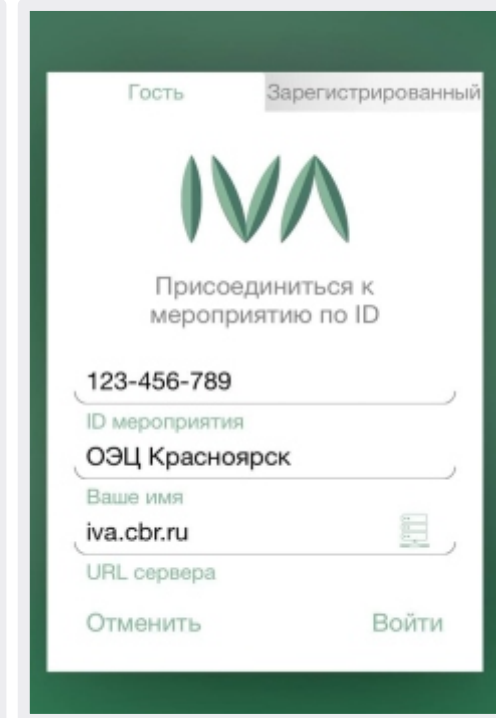 Гость
Зарегистрированный
IVA
Присоединиться к
мероприятию по ID
123-456-789
ID мероприятия
ОЭЦ Красноярск
Ваше имя
iva.cbr.ru
URL сервера
Отменить
Войти